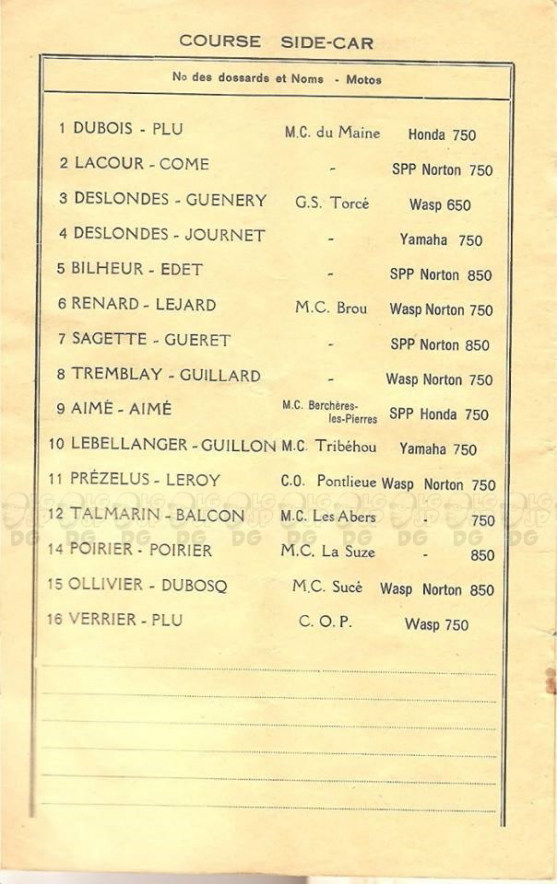 COURSE SIDE-CAR
No des dossards et Noms - Motos
1 DUBOIS - PLU M.C. du Maine Honda 750
2 LACOUR - COME " SPP Norton 750
3 DESLONDES - GUENERY G.S. Torcé Wasp 650
4 DESLONDES - JOURNET " Yamaha 750
5 BILHEUR - EDET " SPP Norton 850
6 RENARD - LEJARD M.C. Brou Wasp Norton 750
7 SAGETTE - GUERET " SPP Norton 850
8 TREMBLAY - GUILLARD " Wasp Norton 750
9 AIMÉ - AIMÉ M.C. Berchères-les-Pierres SPP Honda 750
10 LEBELLANGER - GUILLON M.C. Tribéhou Yamaha 750
11 PRÉZELUS - LEROY C.O. Pontlieue Wasp Norton 750
12 TALMARIN - BALCON M.C. Les Abers " 750
14 POIRIER - POIRIER M.C. La Suze " 850
15 OLLIVIER - DUBOSQ M.C. Sucé Wasp Norton 850
16 VERRIER - PLU C. O. P. Wasp 750